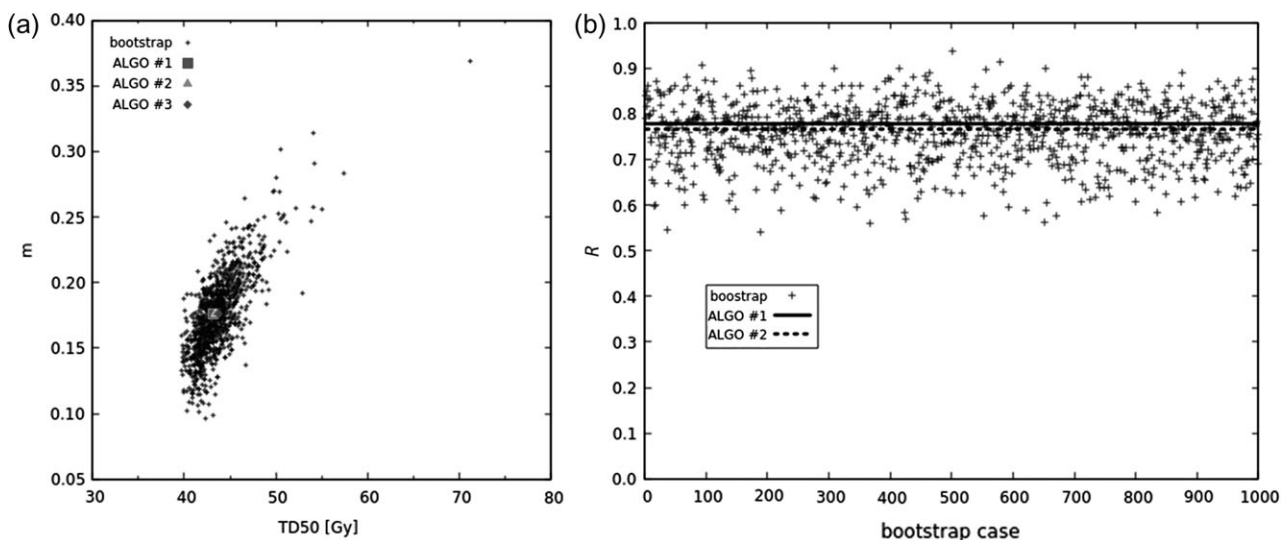 (a)
0.40
0.35
0.30
0.25
0.20
0.15
0.10
0.05
m
bootstrap
ALGO #1
ALGO #2
ALGO #3
30 40 50 60 70 80
TD50 [Gy]
(b)
1.0
0.9
0.8
0.7
0.6
0.5
0.4
0.3
0.2
0.1
0.0
R
boostrap
ALGO #1
ALGO #2
0 100 200 300 400 500 600 700 800 900 1000
bootstrap case